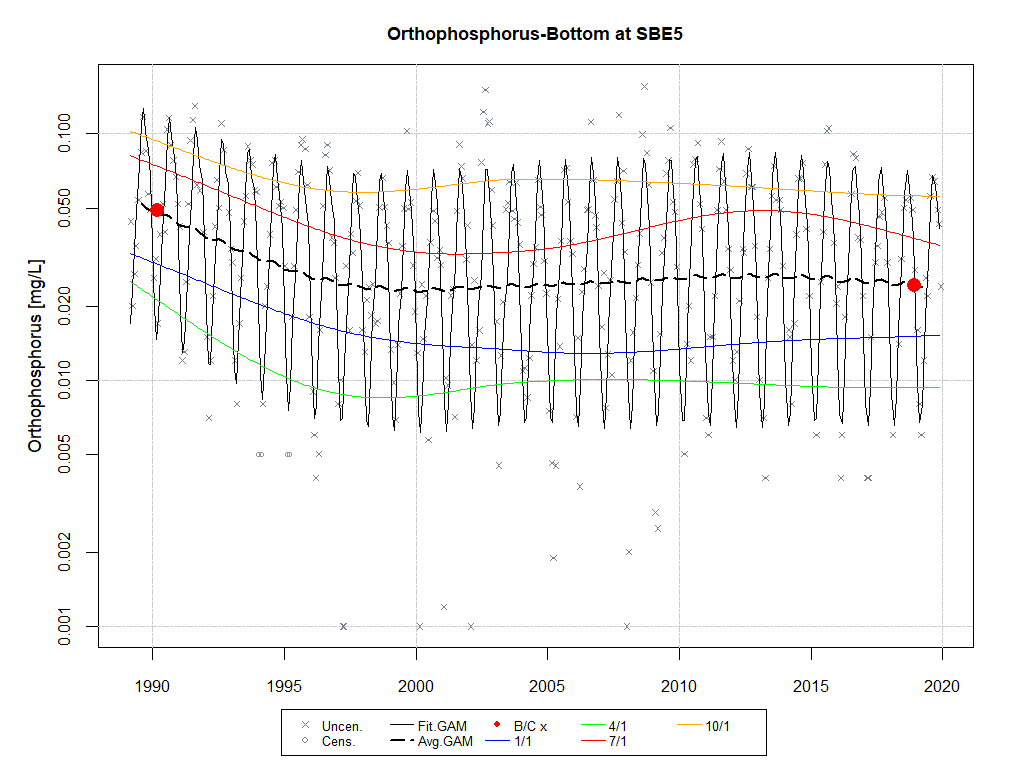 Orthophosphorus-Bottom at SBE5
Orthophosphorus [mg/L]
0.100
0.050
0.020
0.010
0.005
0.002
0.001
1990 1995 2000 2005 2010 2015 2020
Uncen. Fit.GAM B/C x 4/1 10/1
Cens. Avg.GAM 1/1 7/1